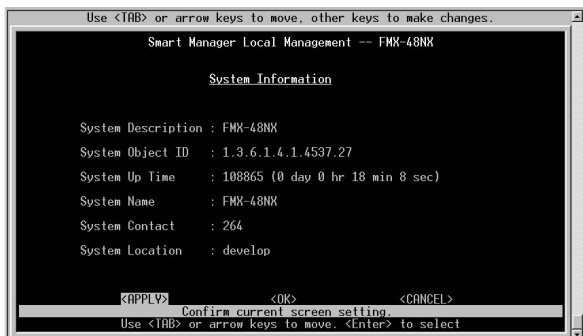 Use <TAB> or arrow keys to move, other keys to make changes.
Smart Manager Local Management -- FMX-48NX
System Information
System Description : FMX-48NX
System Object ID : 1.3.6.1.4.1.4537.27
System Up Time : 108865 (0 day 0 hr 18 min 8 sec)
System Name : FMX-48NX
System Contact : 264
System Location : develop
<APPLY> <OK> <CANCEL>
Confirm current screen setting.
Use <TAB> or arrow keys to move. <Enter> to select